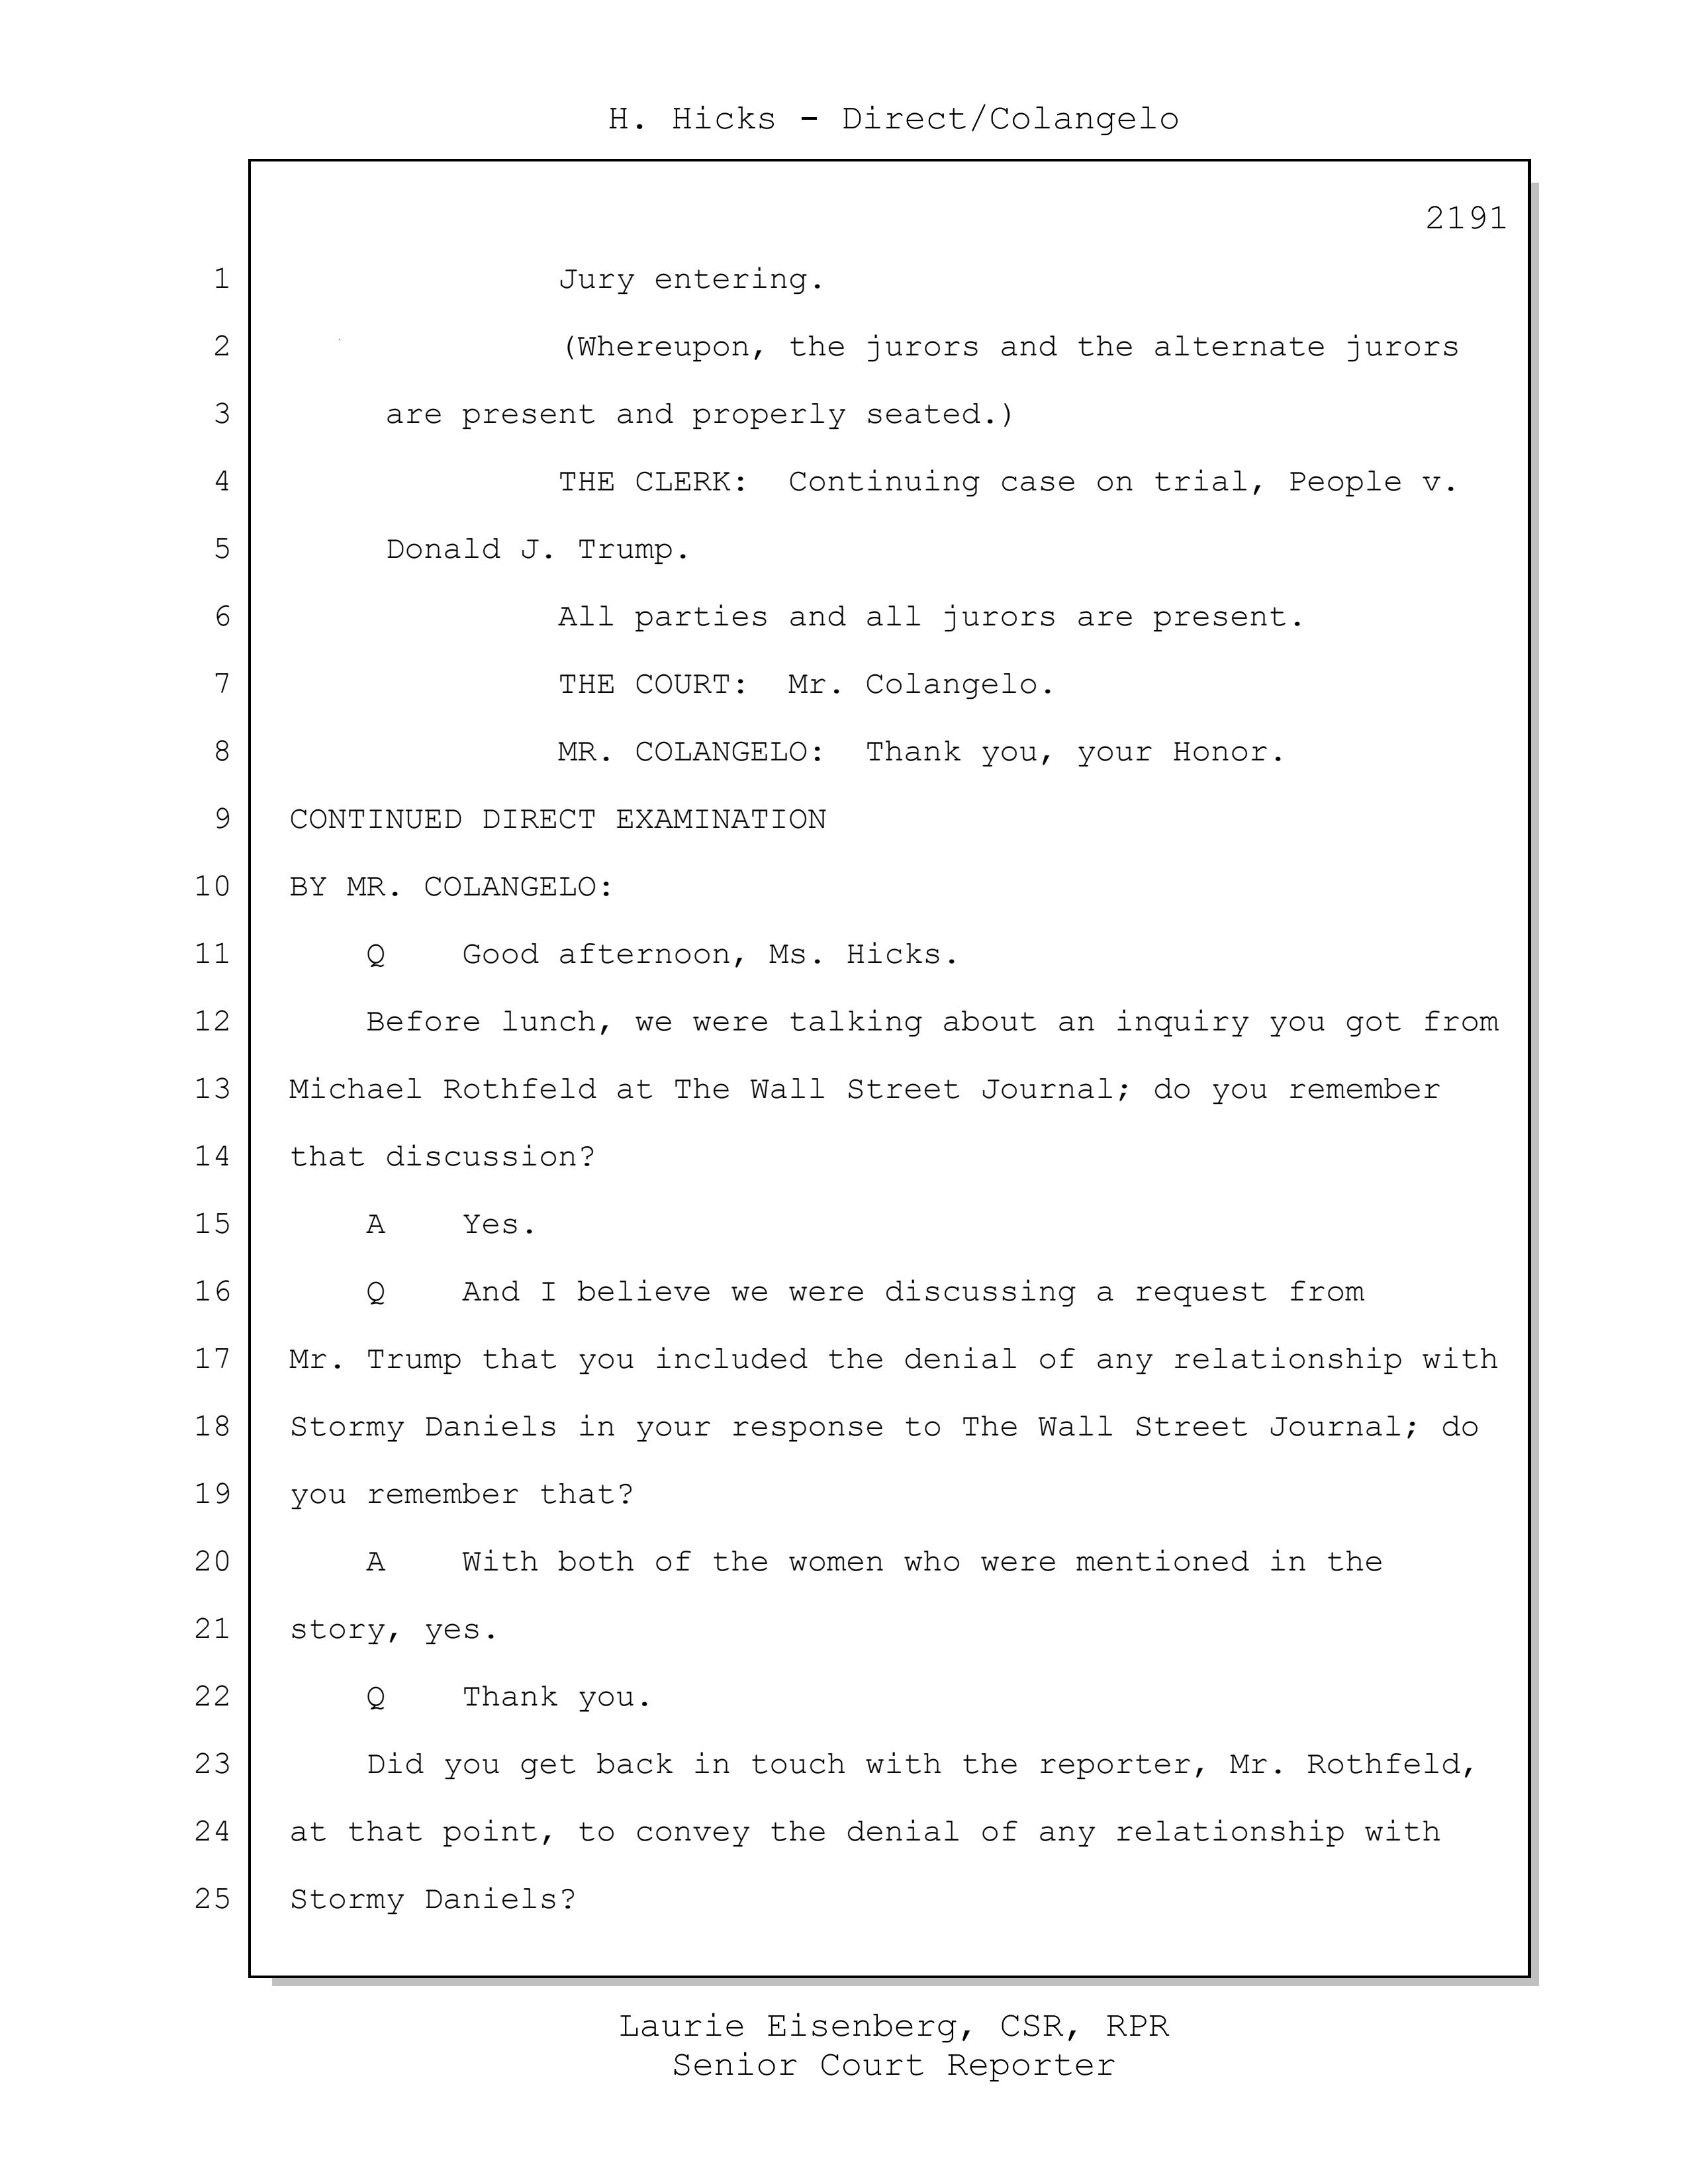 H. Hicks - Direct/Colangelo
2191
1 Jury entering.
2 (Whereupon, the jurors and the alternate jurors
3 are present and properly seated.)
4 THE CLERK: Continuing case on trial, People v.
5 Donald J. Trump.
6 All parties and all jurors are present.
7 THE COURT: Mr. Colangelo.
8 MR. COLANGELO: Thank you, your Honor.
9 CONTINUED DIRECT EXAMINATION
10 BY MR. COLANGELO:
11 Q Good afternoon, Ms. Hicks.
12 Before lunch, we were talking about an inquiry you got from
13 Michael Rothfeld at The Wall Street Journal; do you remember
14 that discussion?
15 A Yes.
16 Q And I believe we were discussing a request from
17 Mr. Trump that you included the denial of any relationship with
18 Stormy Daniels in your response to The Wall Street Journal; do
19 you remember that?
20 A With both of the women who were mentioned in the
21 story, yes.
22 Q Thank you.
23 Did you get back in touch with the reporter, Mr. Rothfeld,
24 at that point, to convey the denial of any relationship with
25 Stormy Daniels?
Laurie Eisenberg, CSR, RPR
Senior Court Reporter